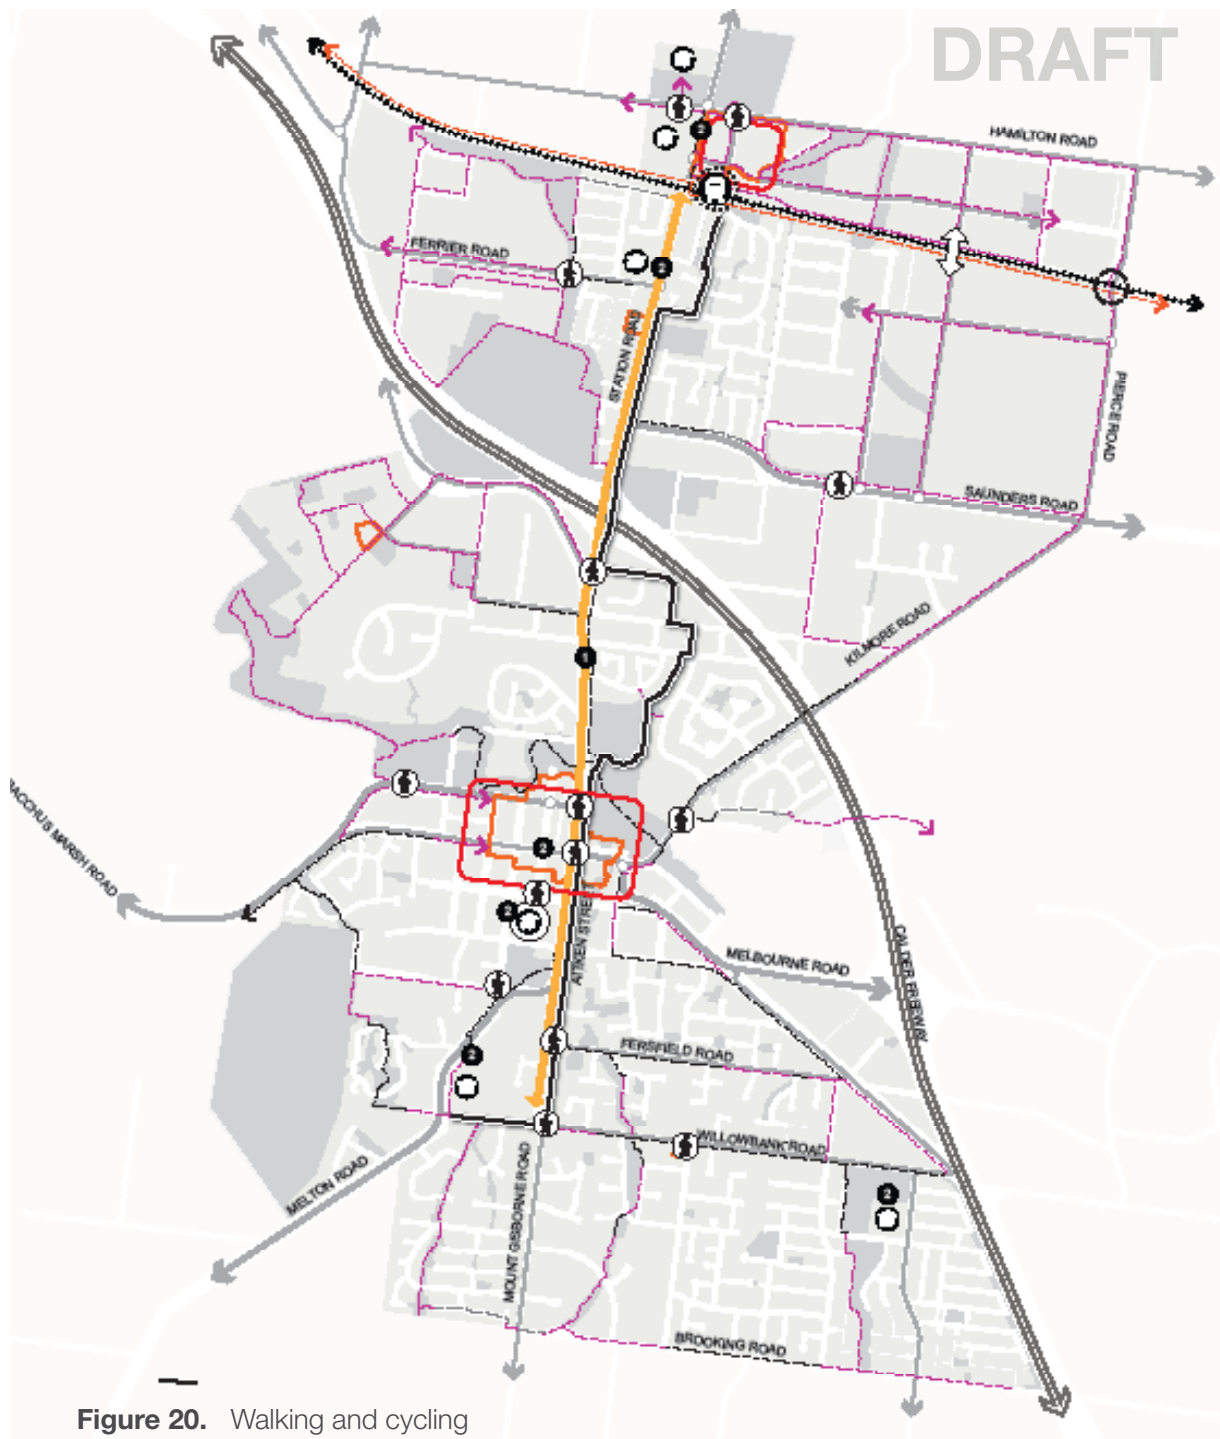 DRAFT
HAMILTON ROAD
FERRIER ROAD
STATION ROAD
PIERCE ROAD
SAUNDERS ROAD
KILMORE ROAD
ACCHUS MARSH ROAD
AITKEN STREET
MELBOURNE ROAD
CALDER FREEWAY
FERSFIELD ROAD
WILLOWBANK ROAD
MELTON ROAD
MOUNT GISBORNE ROAD
BROOKING ROAD
Figure 20. Walking and cycling